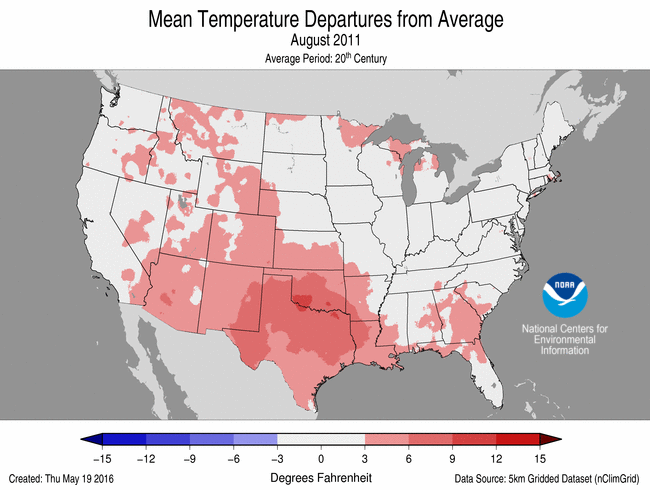 Mean Temperature Departures from Average
August 2011
Average Period: 20th Century
NOAA
National Centers for
Environmental
Information
−15 −12 −9 −6 −3 0 3 6 9 12 15
Created: Thu May 19 2016 Degrees Fahrenheit Data Source: 5km Gridded Dataset (nClimGrid)